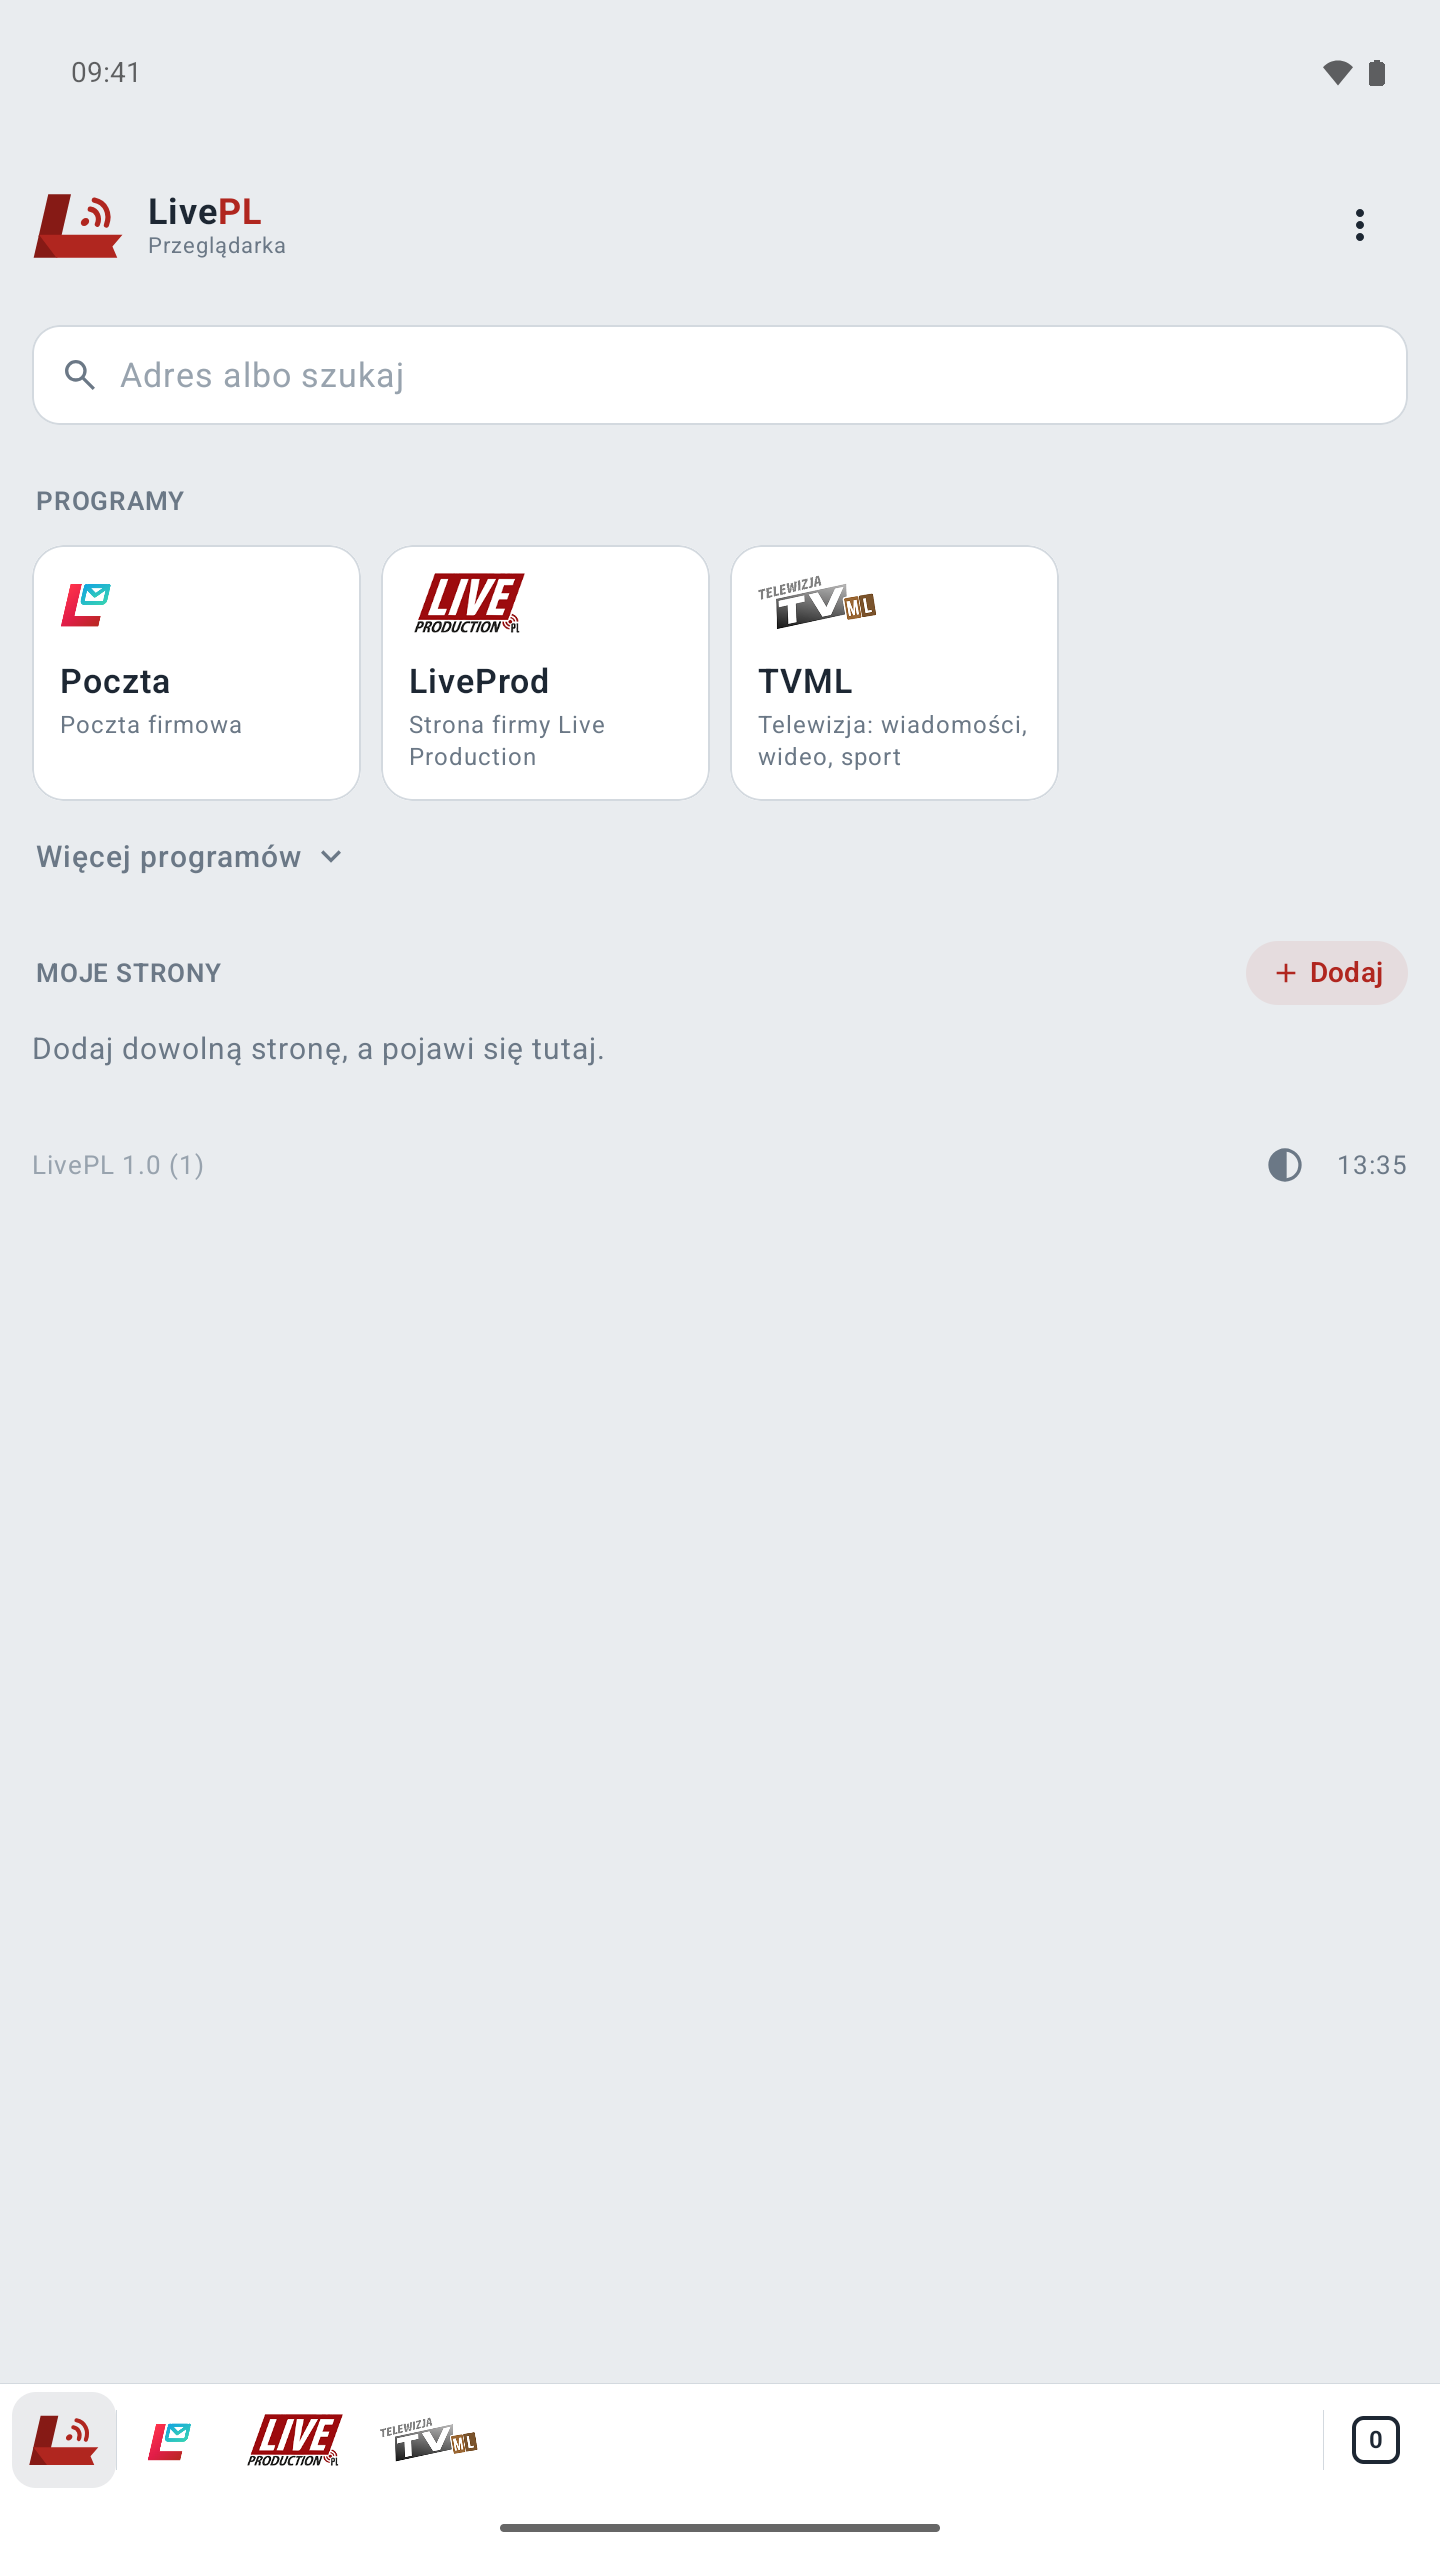 09:41
LivePL
Przeglądarka
Adres albo szukaj
PROGRAMY
LIVE
PRODUCTION PL
TELEWIZJA
TV ML
Poczta
Poczta firmowa
LiveProd
Strona firmy Live
Production
TVML
Telewizja: wiadomości,
wideo, sport
Więcej programów
MOJE STRONY
+ Dodaj
Dodaj dowolną stronę, a pojawi się tutaj.
LivePL 1.0 (1)
13:35
LIVE
PRODUCTION PL
TELEWIZJA
TV ML
0